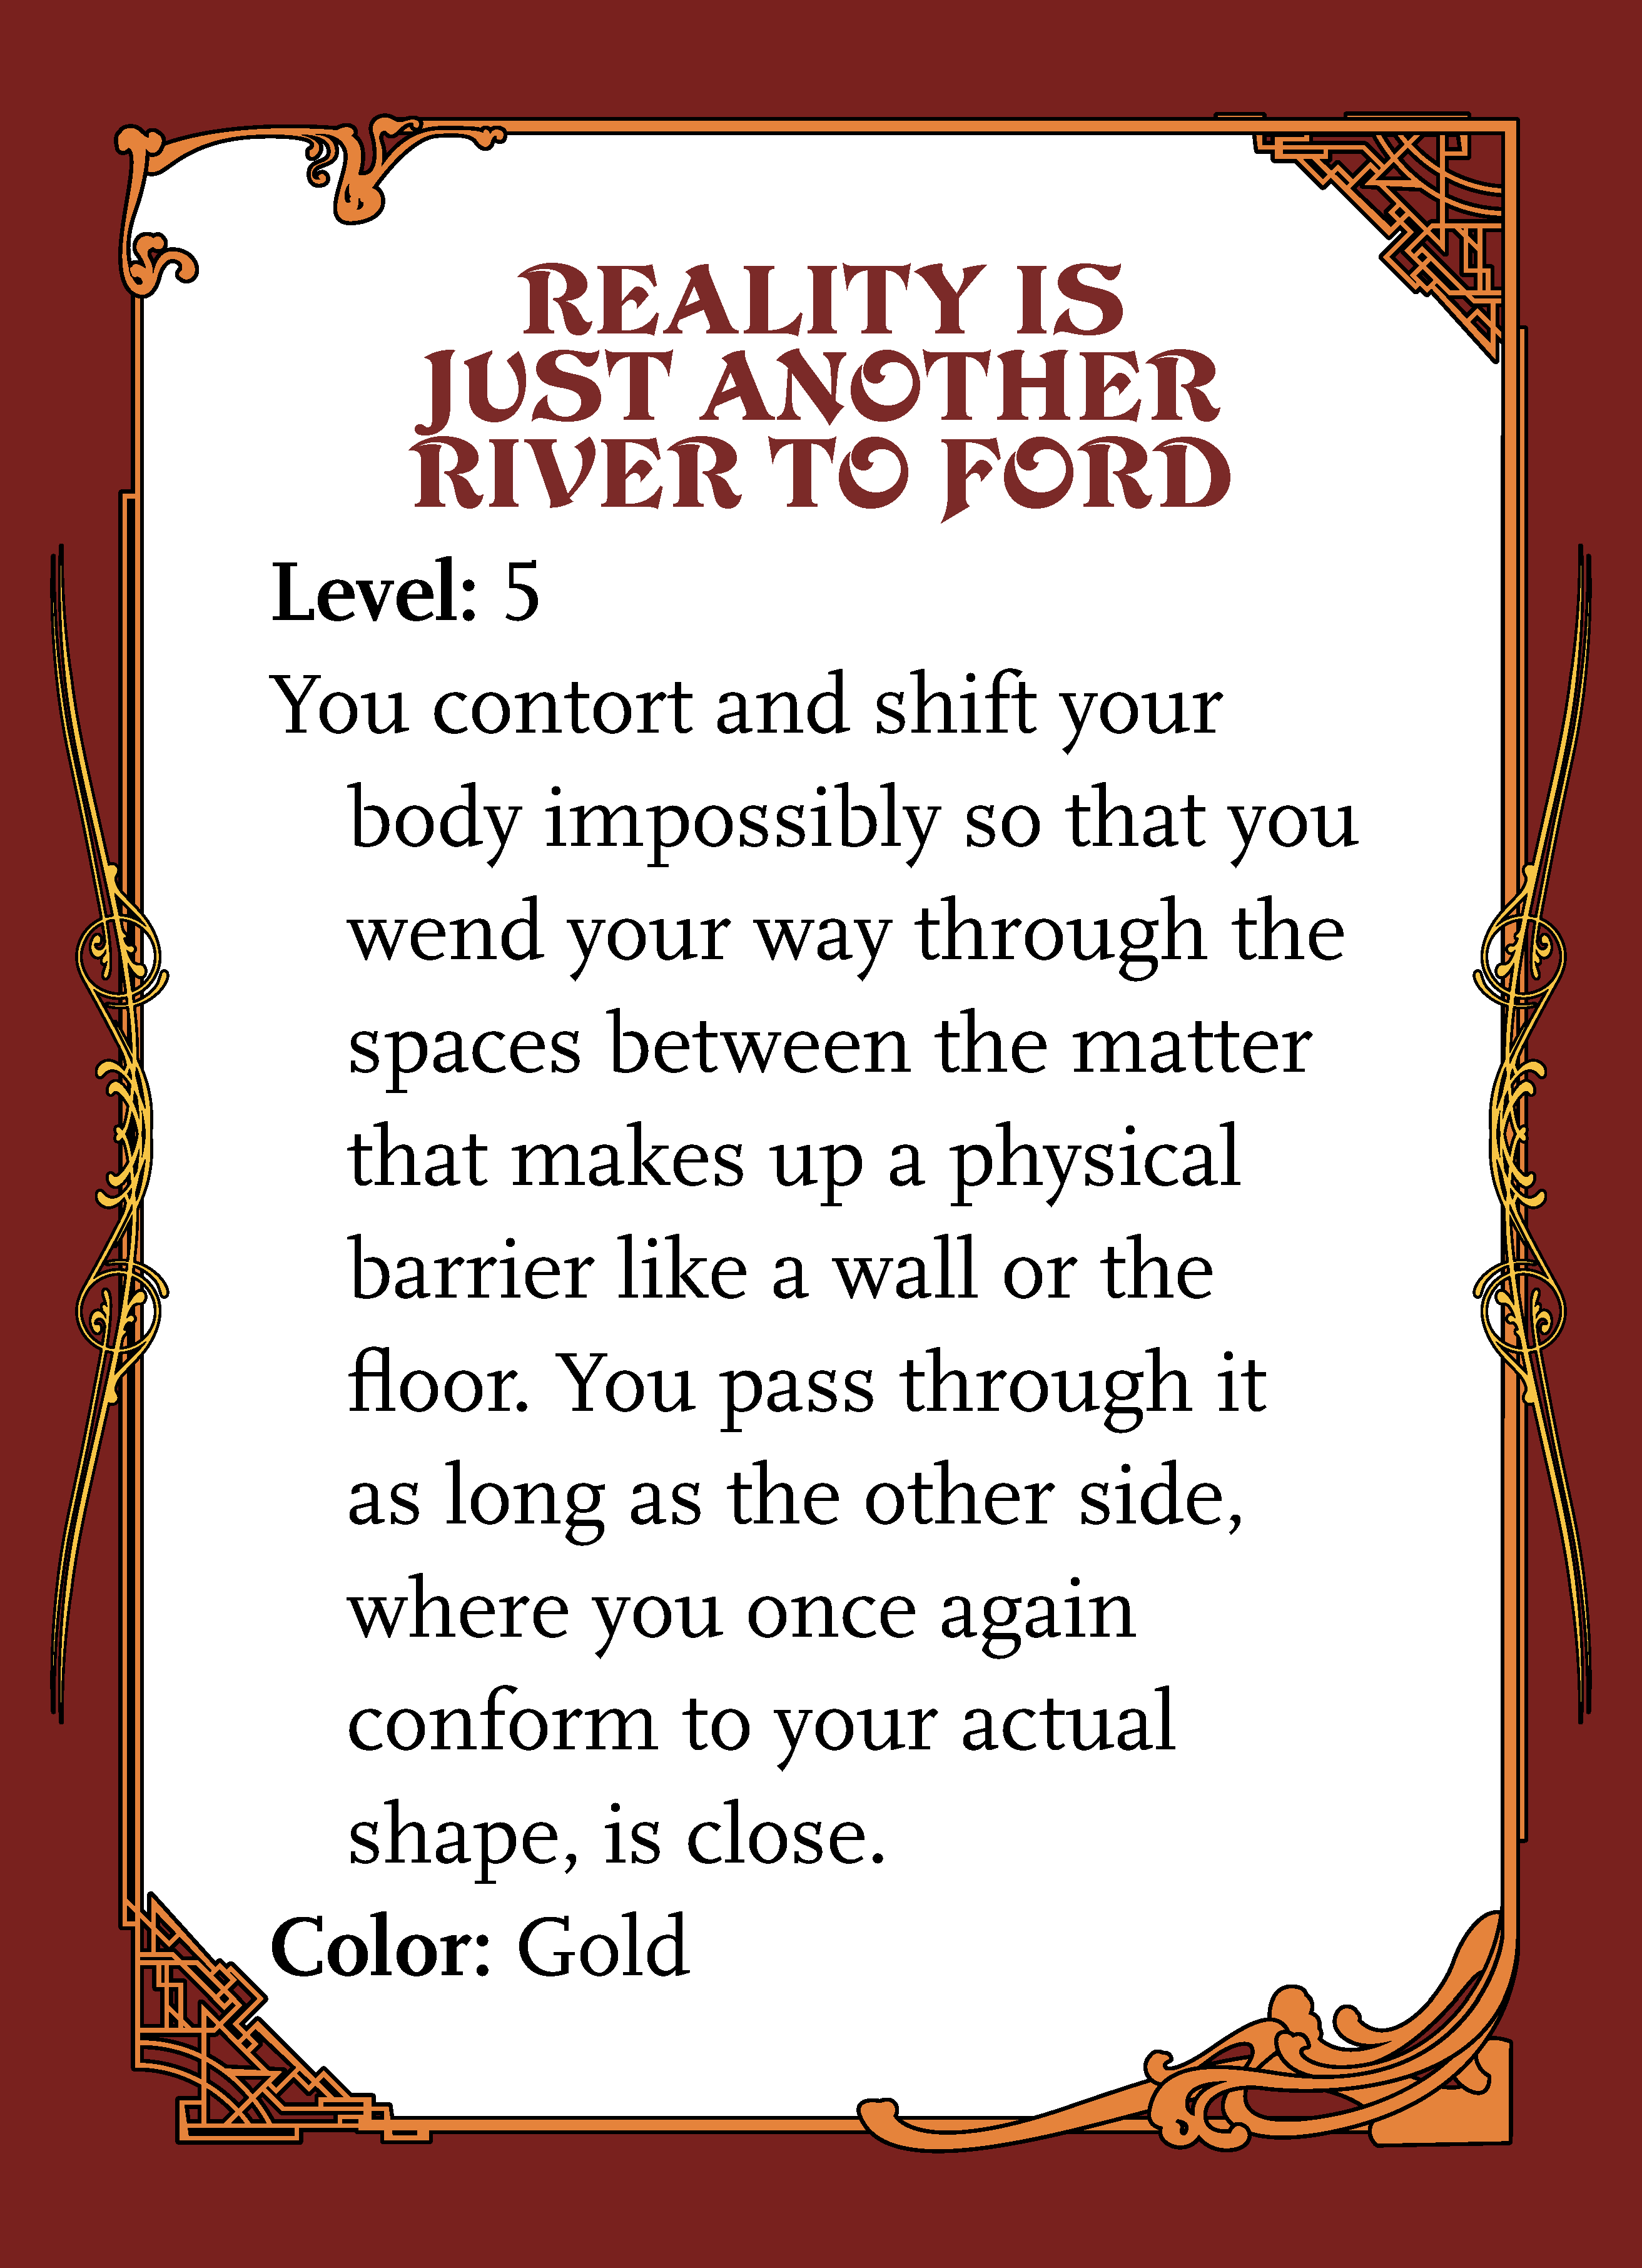 REALITY IS
JUST ANOTHER
RIVER TO FORD
Level: 5
You contort and shift your
body impossibly so that you
wend your way through the
spaces between the matter
that makes up a physical
barrier like a wall or the
floor. You pass through it
as long as the other side,
where you once again
conform to your actual
shape, is close.
Color: Gold